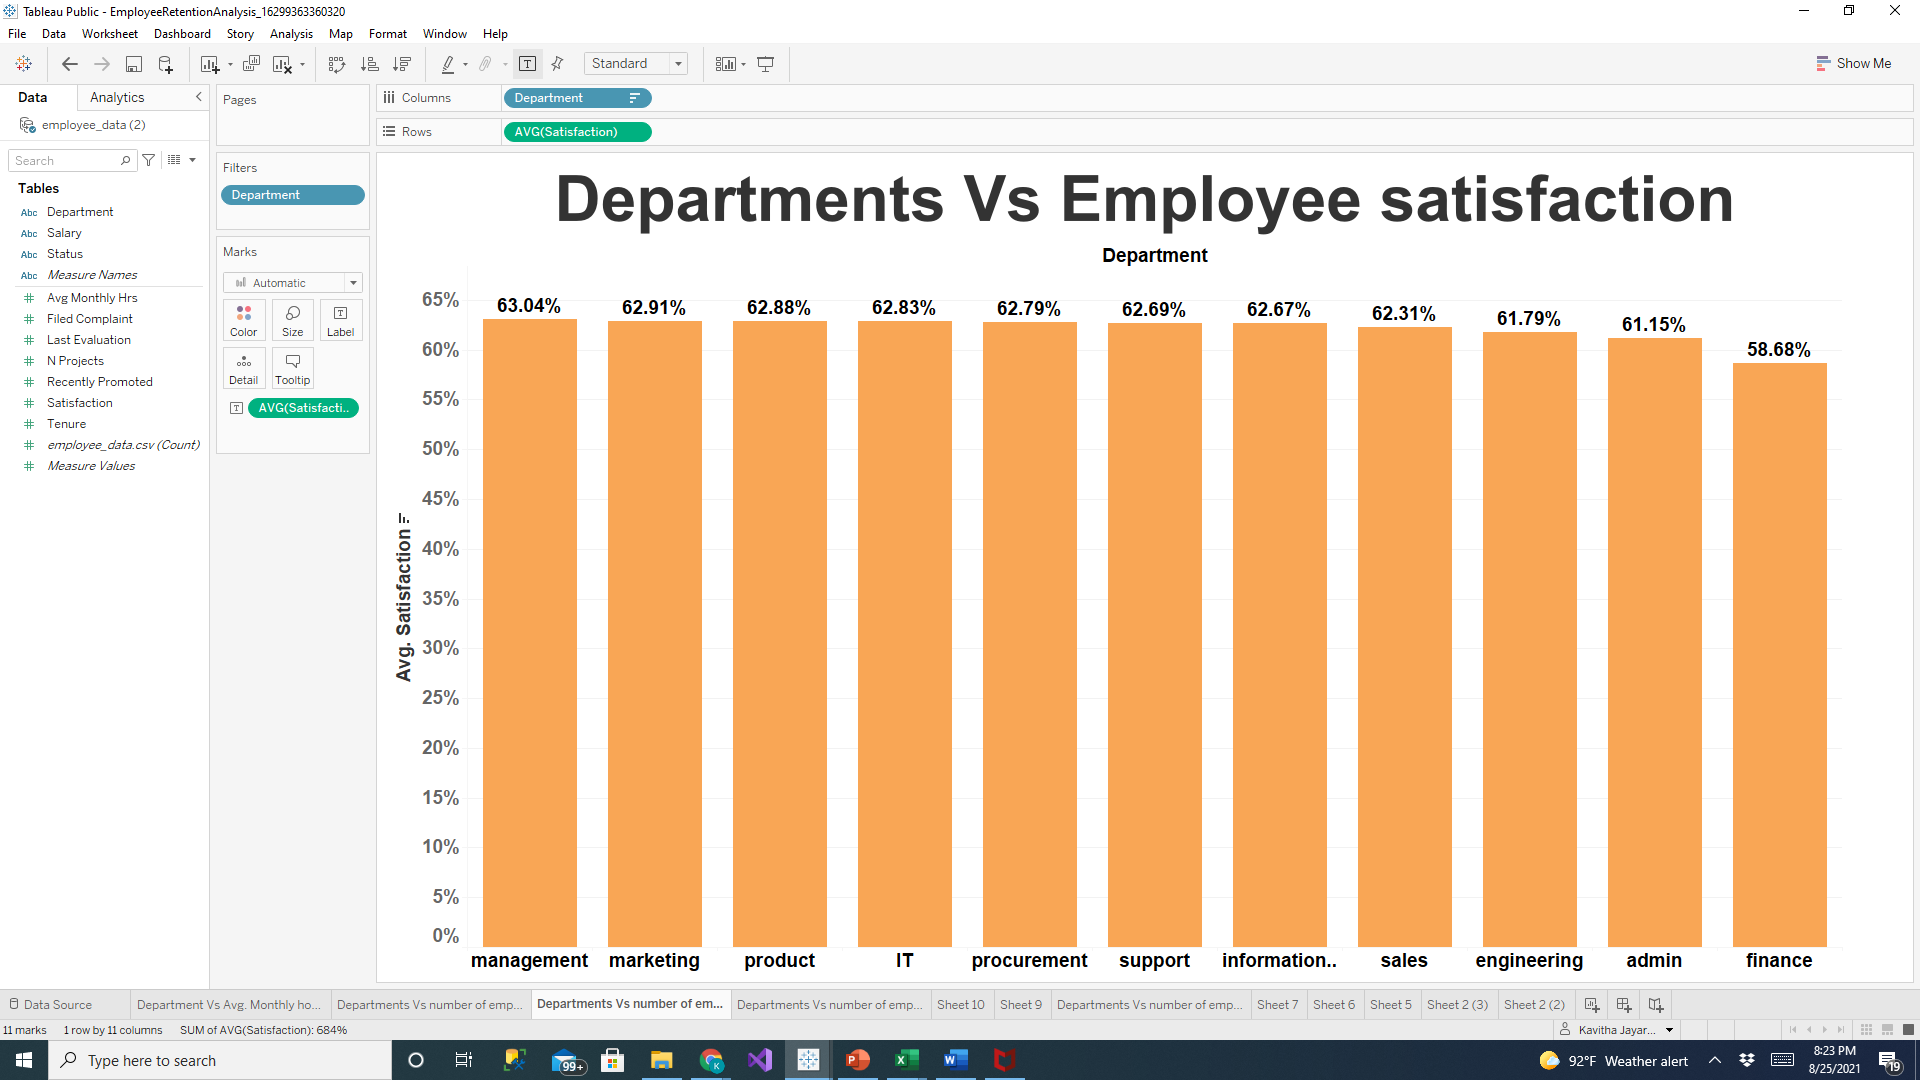 Tableau Public - EmployeeRetentionAnalysis_16299363360320
File Data Worksheet Dashboard Story Analysis Map Format Window Help
Standard
Show Me
Data Analytics
employee_data (2)
Search
Tables
Abc Department
Abc Salary
Abc Status
Abc Measure Names
# Avg Monthly Hrs
# Filed Complaint
# Last Evaluation
# N Projects
# Recently Promoted
# Satisfaction
# Tenure
# employee_data.csv (Count)
# Measure Values
Pages
Filters
Department
Marks
Automatic
Color Size Label
Detail Tooltip
AVG(Satisfacti..
Columns Department
Rows AVG(Satisfaction)
Departments Vs Employee satisfaction
Department
Avg. Satisfaction
65%
60%
55%
50%
45%
40%
35%
30%
25%
20%
15%
10%
5%
0%
63.04% 62.91% 62.88% 62.83% 62.79% 62.69% 62.67% 62.31% 61.79% 61.15% 58.68%
management marketing product IT procurement support information.. sales engineering admin finance
Data Source Department Vs Avg. Monthly ho... Departments Vs number of emp... Departments Vs number of em... Departments Vs number of emp... Sheet 10 Sheet 9 Departments Vs number of emp... Sheet 7 Sheet 6 Sheet 5 Sheet 2 (3) Sheet 2 (2)
11 marks 1 row by 11 columns SUM of AVG(Satisfaction): 684%
Kavitha Jayar...
Type here to search
99+
K
92°F Weather alert
8:23 PM
8/25/2021
19